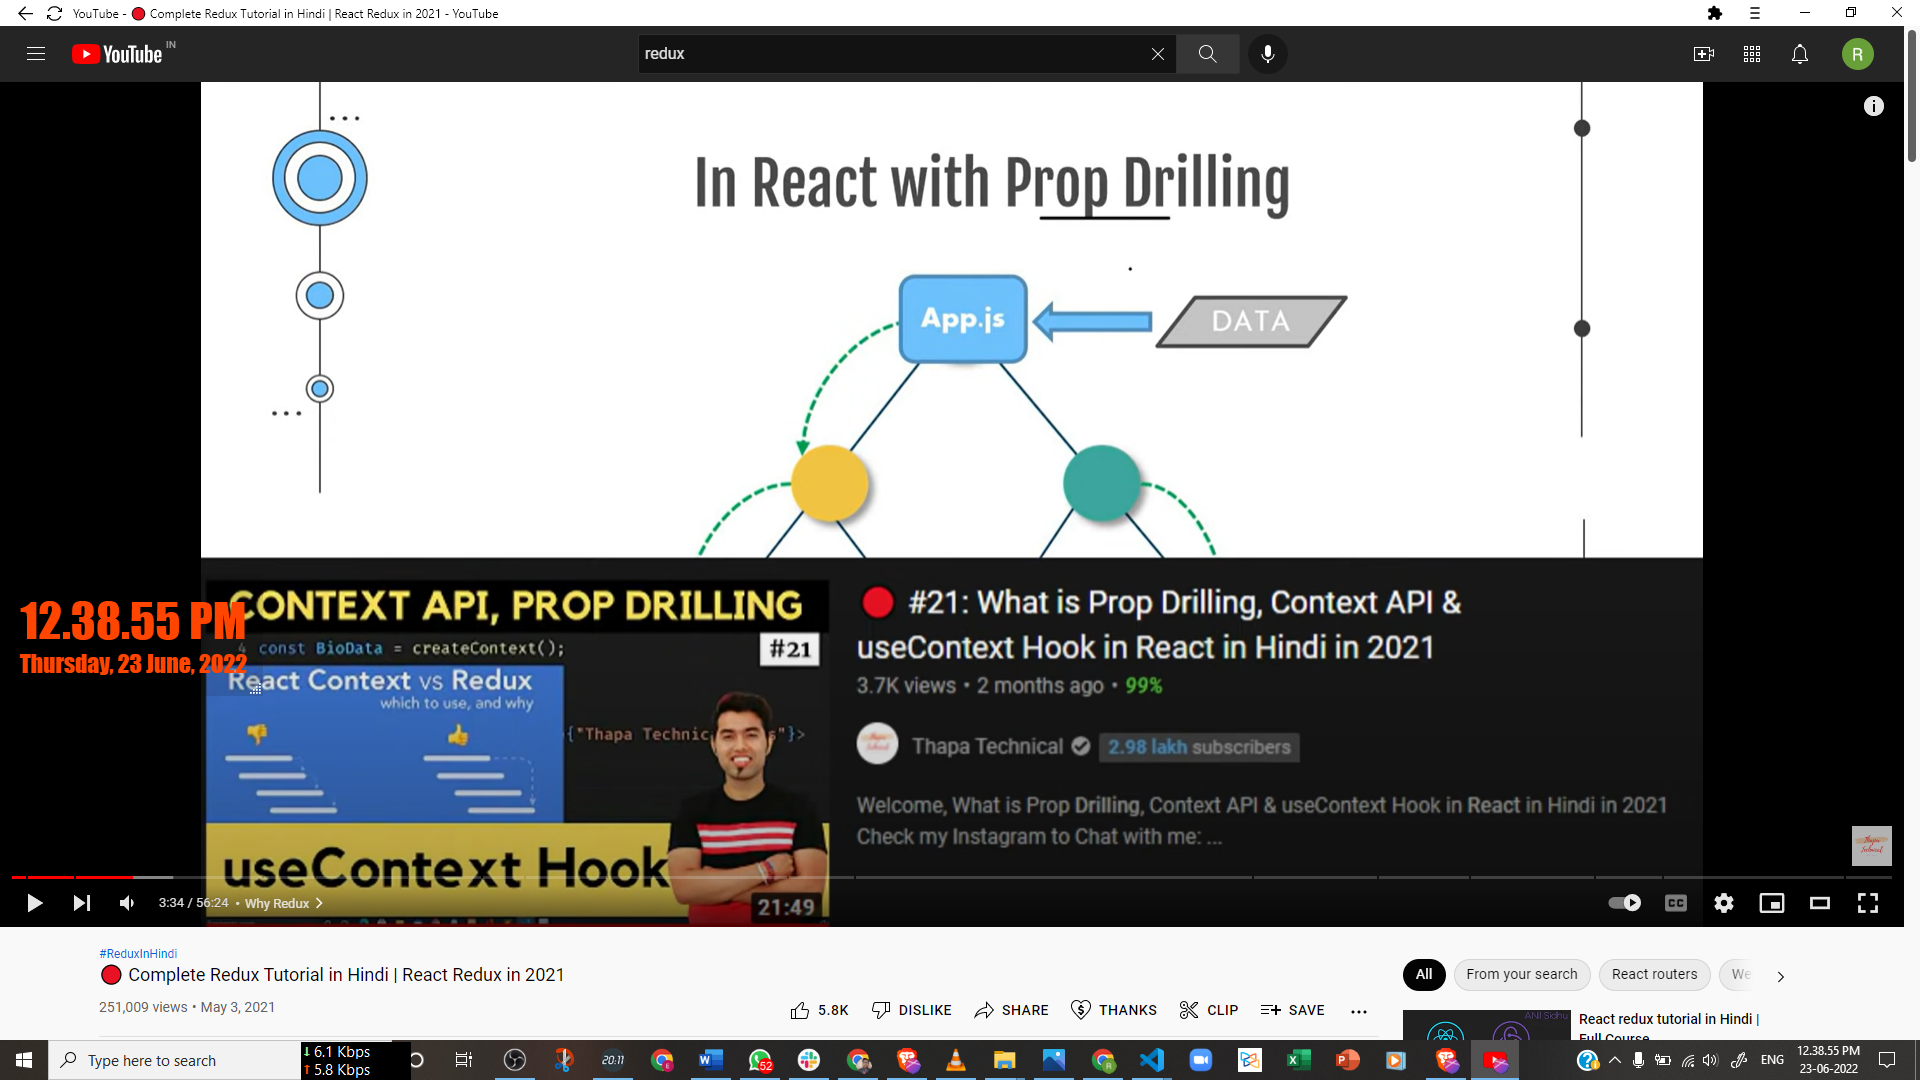 YouTube - 🔴 Complete Redux Tutorial in Hindi | React Redux in 2021 - YouTube
YouTube IN
redux
R
In React with Prop Drilling
App.js
DATA
12.38.55 PM
Thursday, 23 June, 2022
CONTEXT API, PROP DRILLING
4 const BioData = createContext();
#21
React Context vs Redux
which to use, and why
{"Thapa Technic s"}>
useContext Hook
21:49
🔴 #21: What is Prop Drilling, Context API &
useContext Hook in React in Hindi in 2021
3.7K views • 2 months ago • 99%
Thapa Technical
2.98 lakh subscribers
Welcome, What is Prop Drilling, Context API & useContext Hook in React in Hindi in 2021
Check my Instagram to Chat with me: ...
Thapa Technical
3:34 / 56:24 • Why Redux
CC
#ReduxInHindi
🔴 Complete Redux Tutorial in Hindi | React Redux in 2021
251,009 views • May 3, 2021
5.8K
DISLIKE
SHARE
THANKS
CLIP
SAVE
All
From your search
React routers
We
Anil Sidhu
React redux tutorial in Hindi |
Full Course
Type here to search
↓ 6.1 Kbps
↑ 5.8 Kbps
20:11
52
ENG
12.38.55 PM
23-06-2022